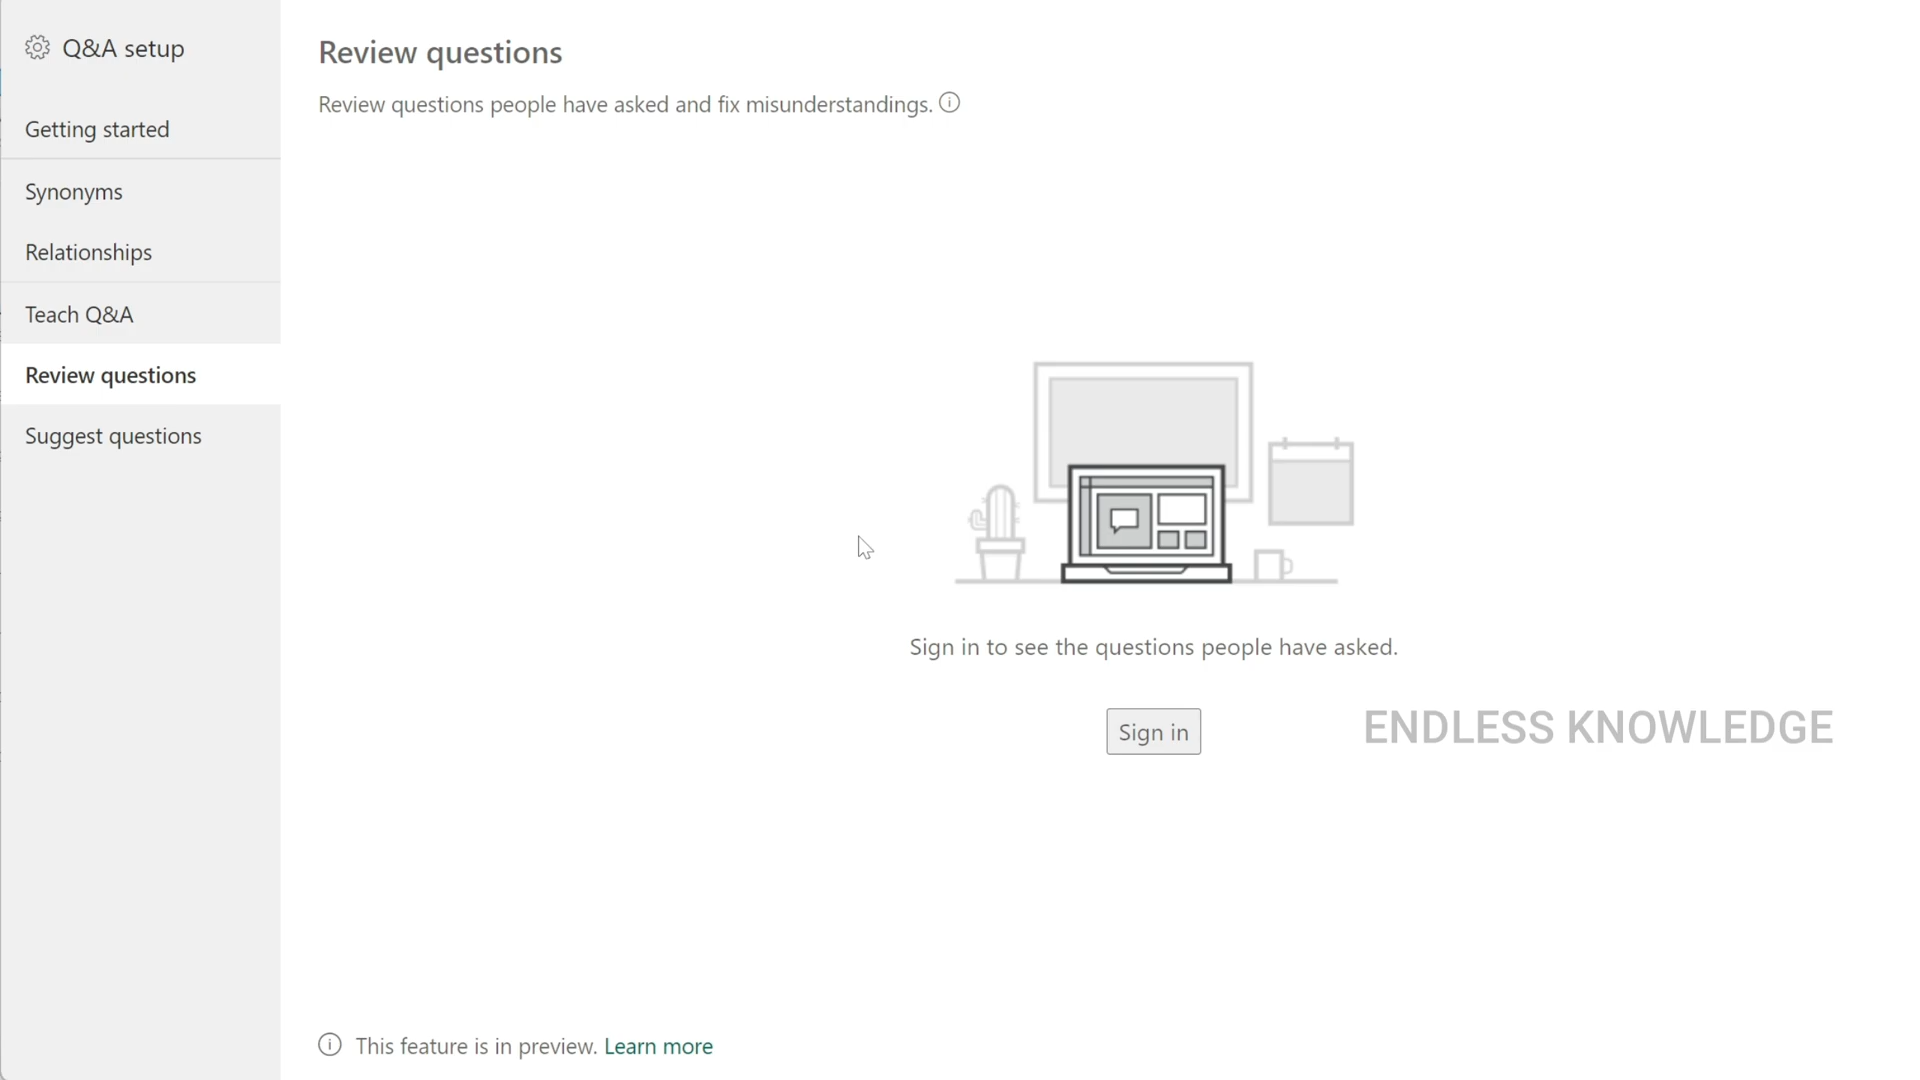 Q&A setup
Getting started
Synonyms
Relationships
Teach Q&A
Review questions
Suggest questions
Review questions
Review questions people have asked and fix misunderstandings.
Sign in to see the questions people have asked.
Sign in
ENDLESS KNOWLEDGE
This feature is in preview. Learn more